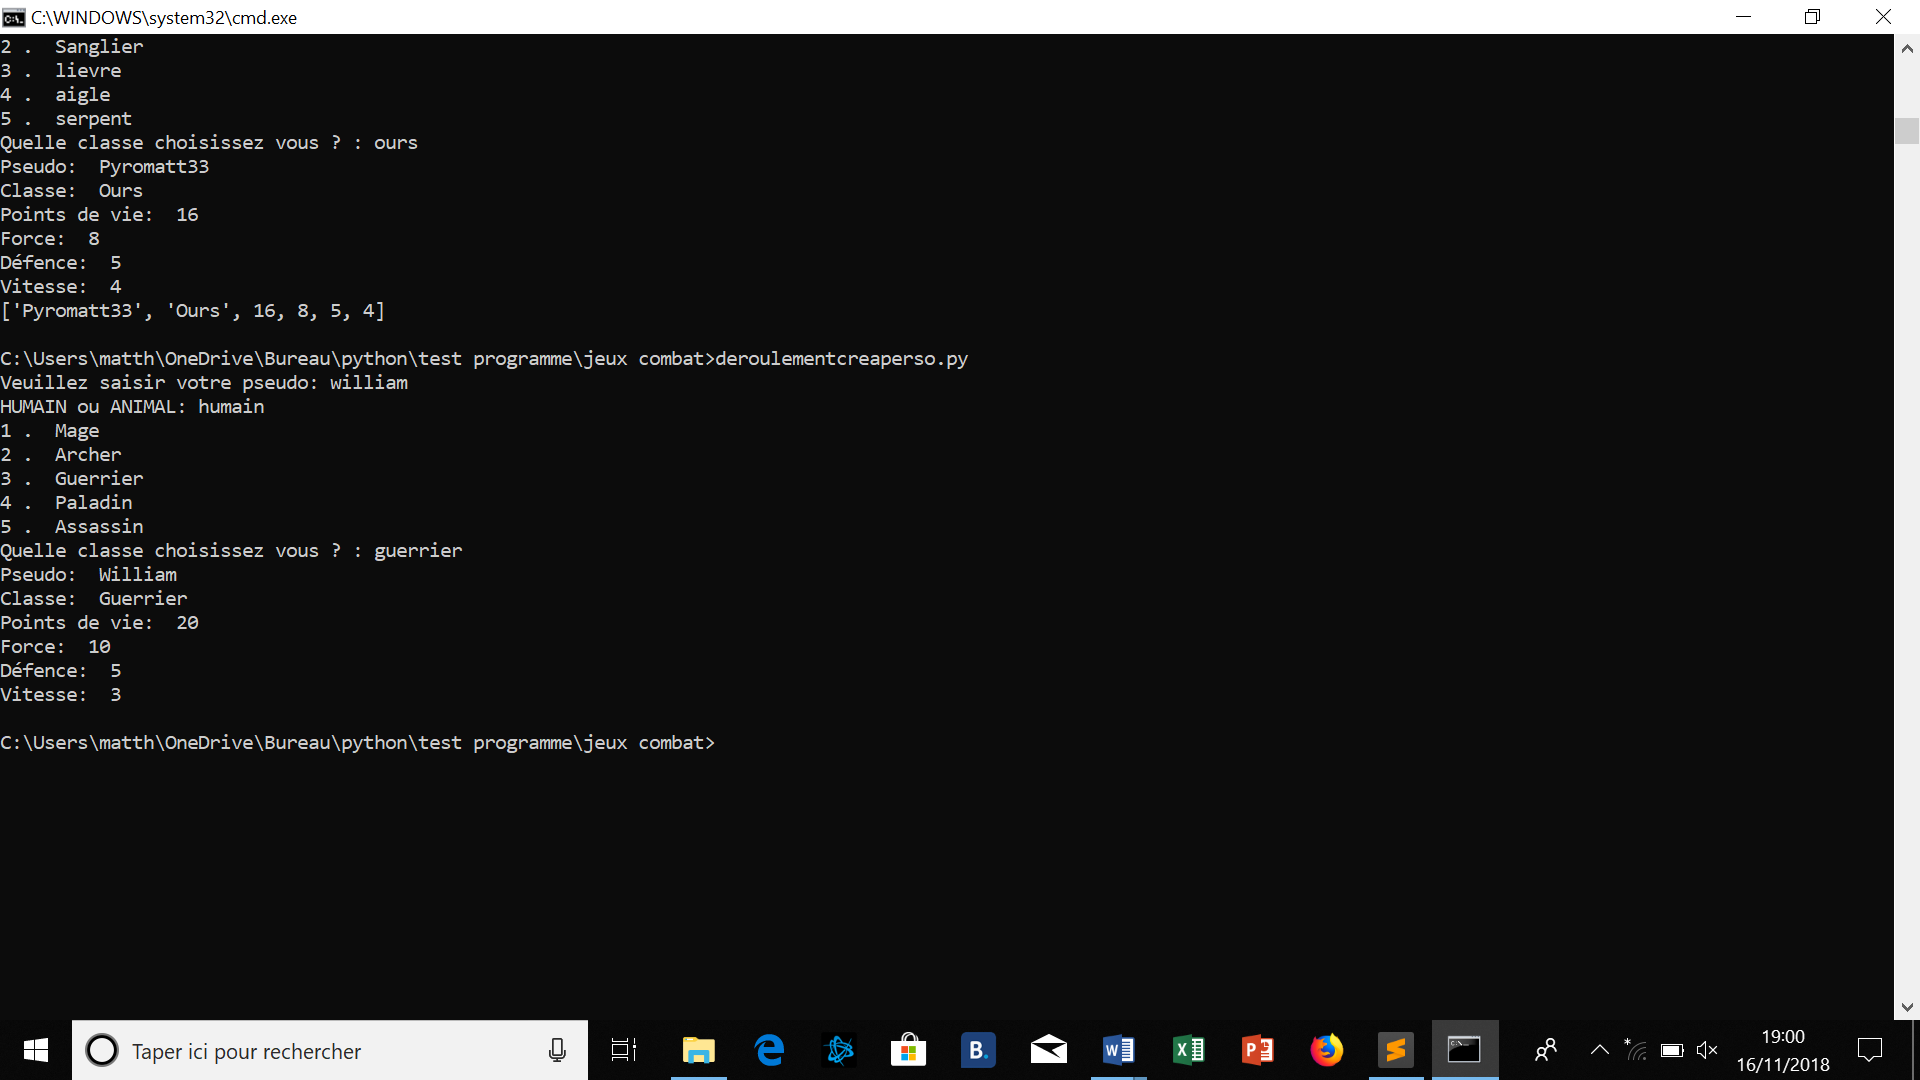 C:\WINDOWS\system32\cmd.exe
2 .  Sanglier
3 .  lievre
4 .  aigle
5 .  serpent
Quelle classe choisissez vous ? : ours
Pseudo:  Pyromatt33
Classe:  Ours
Points de vie:  16
Force:  8
Défence:  5
Vitesse:  4
['Pyromatt33', 'Ours', 16, 8, 5, 4]
C:\Users\matth\OneDrive\Bureau\python\test programme\jeux combat>deroulementcreaperso.py
Veuillez saisir votre pseudo: william
HUMAIN ou ANIMAL: humain
1 .  Mage
2 .  Archer
3 .  Guerrier
4 .  Paladin
5 .  Assassin
Quelle classe choisissez vous ? : guerrier
Pseudo:  William
Classe:  Guerrier
Points de vie:  20
Force:  10
Défence:  5
Vitesse:  3
C:\Users\matth\OneDrive\Bureau\python\test programme\jeux combat>
Taper ici pour rechercher
B.
19:00
16/11/2018